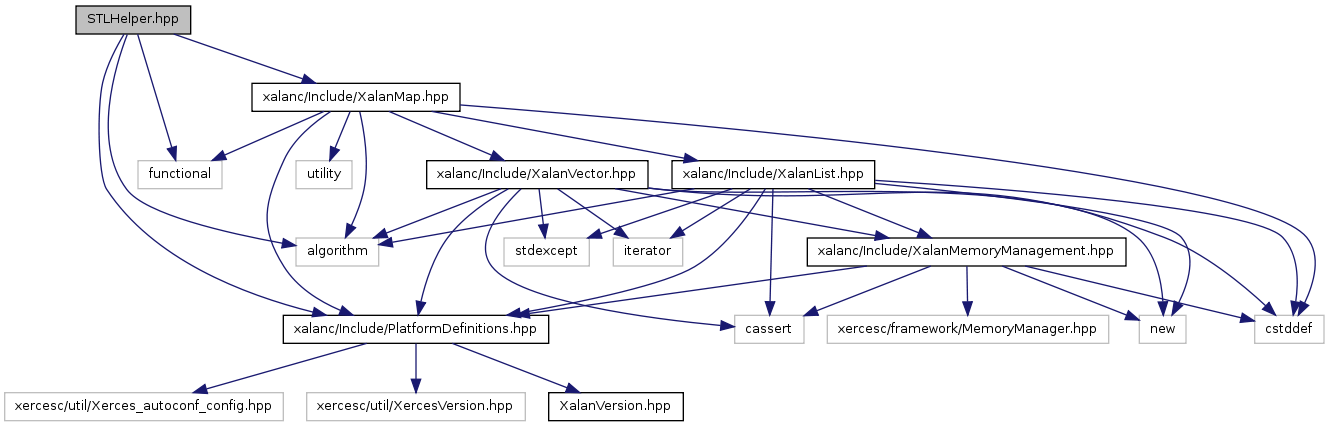 STLHelper.hpp
xalanc/Include/XalanMap.hpp
functional
utility
xalanc/Include/XalanVector.hpp
xalanc/Include/XalanList.hpp
algorithm
stdexcept
iterator
xalanc/Include/XalanMemoryManagement.hpp
xalanc/Include/PlatformDefinitions.hpp
cassert
xercesc/framework/MemoryManager.hpp
new
cstddef
xercesc/util/Xerces_autoconf_config.hpp
xercesc/util/XercesVersion.hpp
XalanVersion.hpp